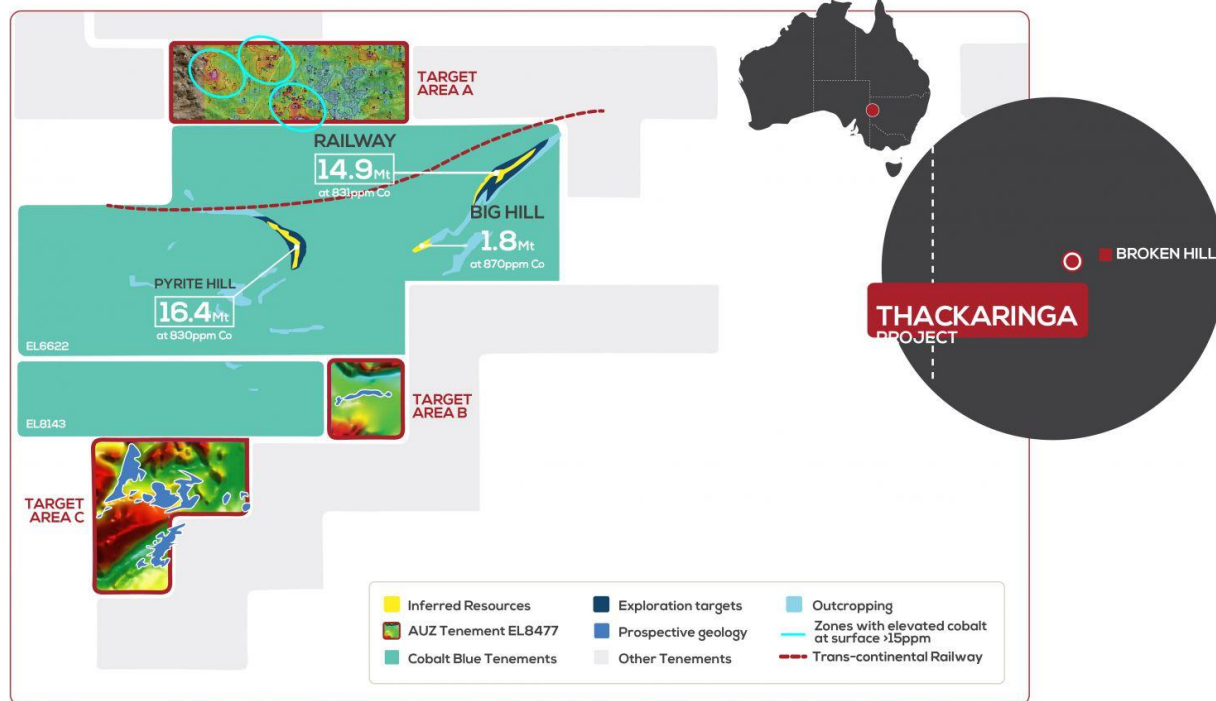 TARGET
AREA A
RAILWAY
14.9Mt
at 831ppm Co
BIG HILL
1.8Mt
at 870ppm Co
PYRITE HILL
16.4Mt
at 830ppm Co
EL6622
EL8143
TARGET
AREA B
TARGET
AREA C
BROKEN HILL
THACKARINGA
PROJECT
Inferred Resources
AUZ Tenement EL8477
Cobalt Blue Tenements
Exploration targets
Prospective geology
Other Tenements
Outcropping
Zones with elevated cobalt
at surface >15ppm
Trans-continental Railway